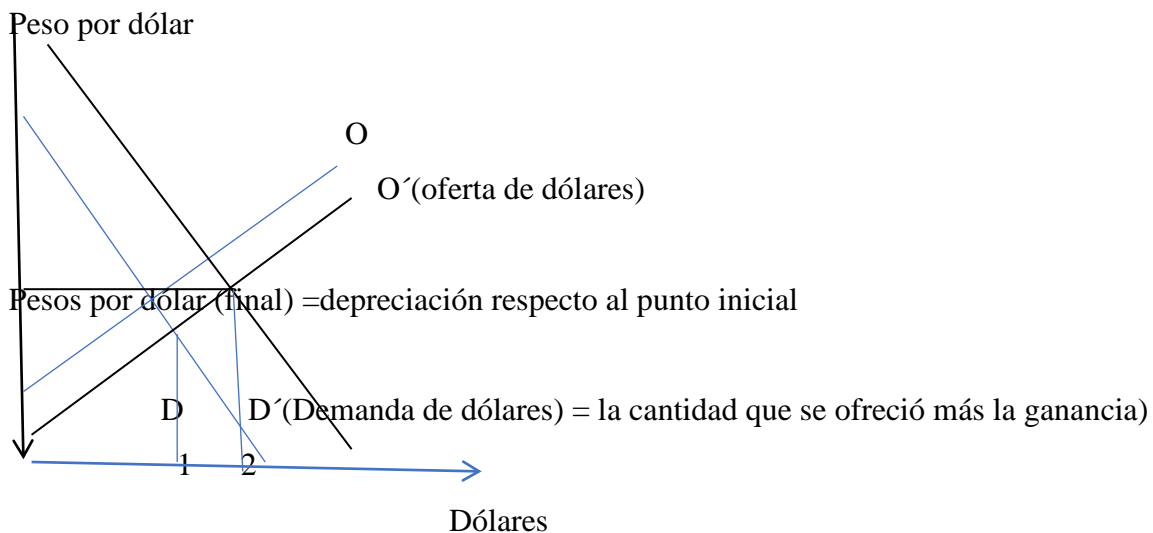 Peso por dólar
O
O´(oferta de dólares)
Pesos por dólar (final) =depreciación respecto al punto inicial
D
D´(Demanda de dólares) = la cantidad que se ofreció más la ganancia)
1
2
Dólares